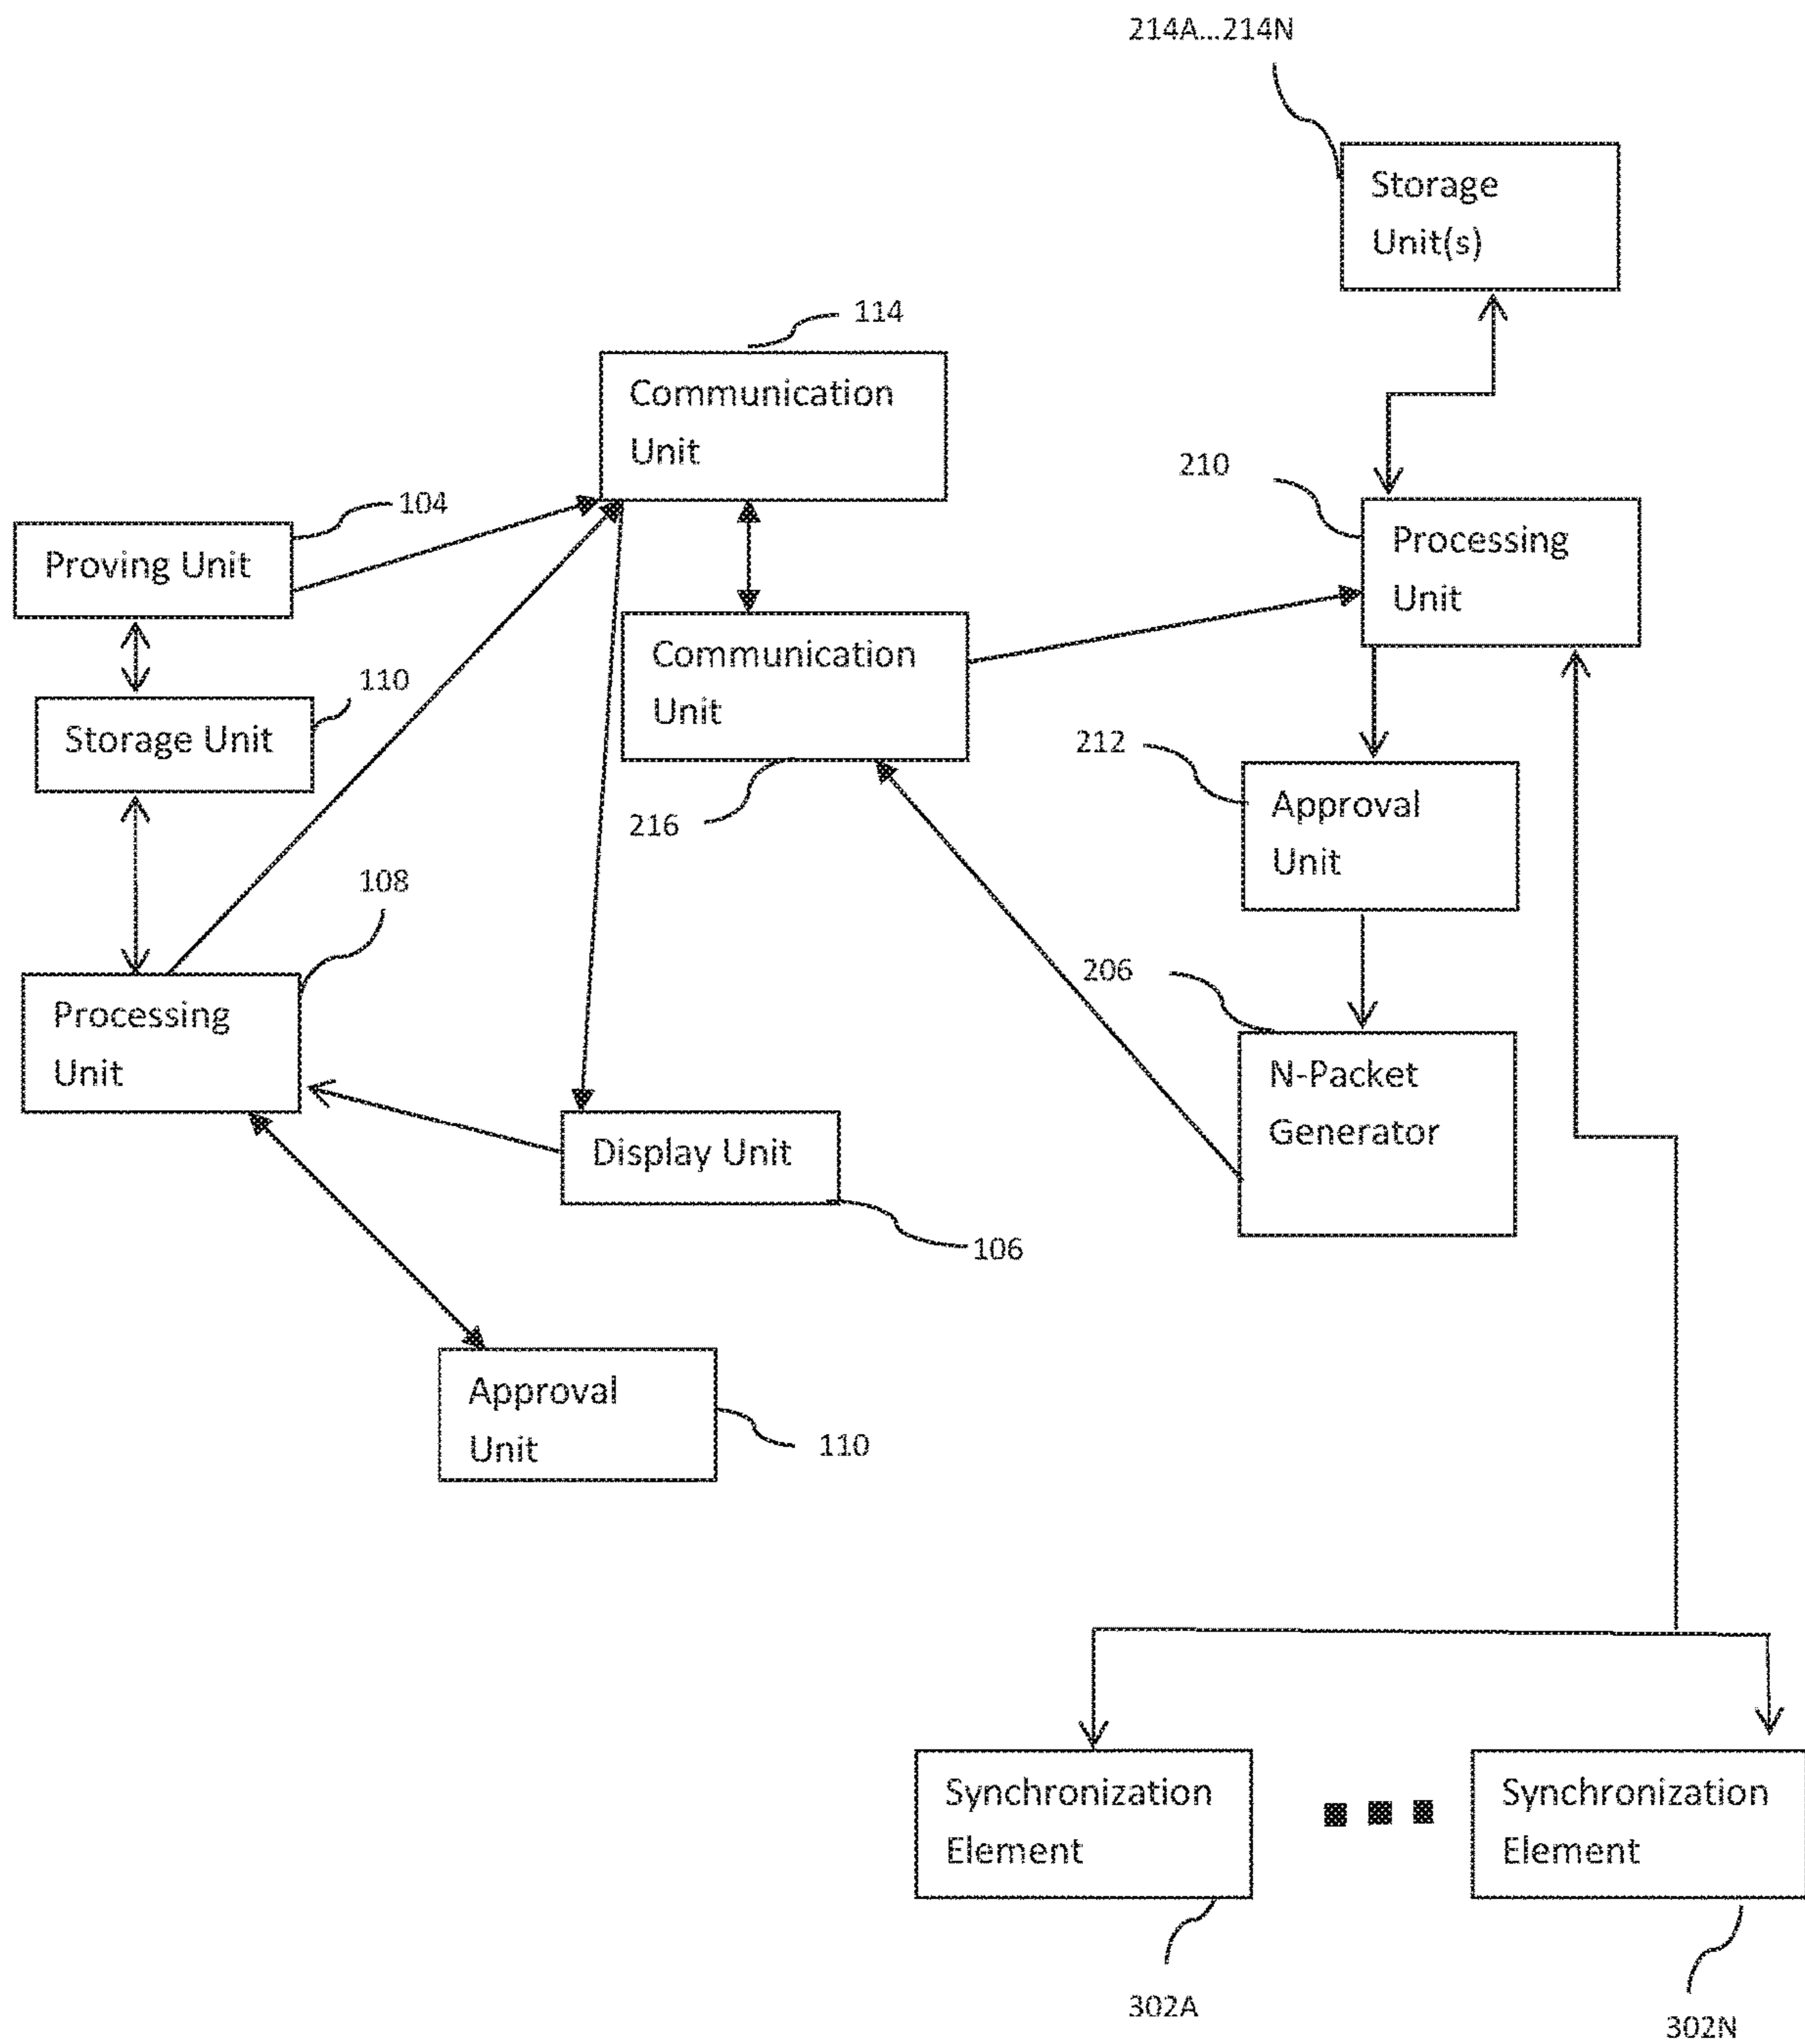 214A...214N
Storage
Unit(s)
114
Communication
Unit
210
104
Proving Unit
Processing
Unit
Communication
Unit
110
Storage Unit
212
216
Approval
Unit
108
206
Processing
Unit
N-Packet
Generator
Display Unit
106
Approval
Unit
110
Synchronization
Element
Synchronization
Element
302A
302N